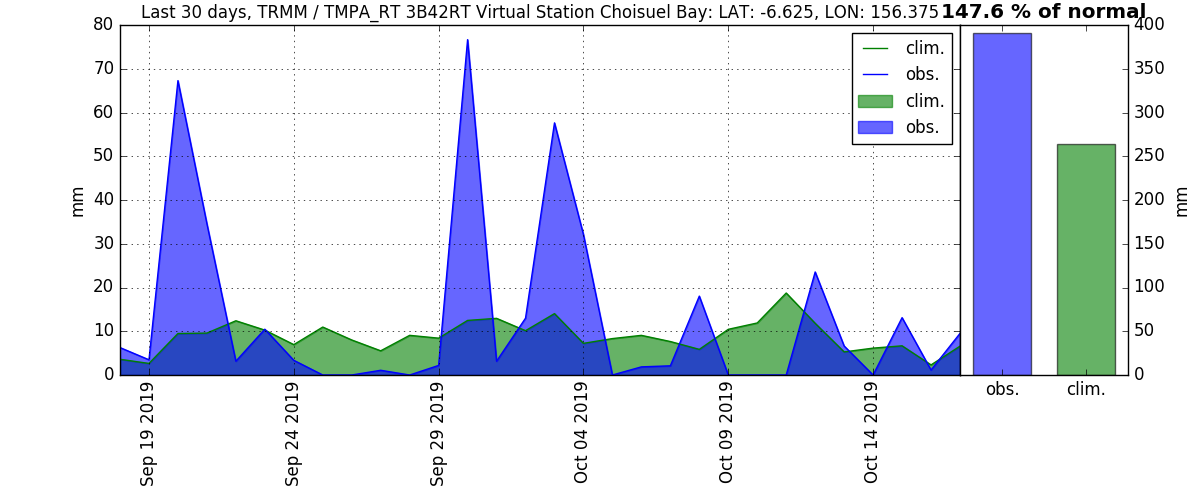 Last 30 days, TRMM / TMPA_RT 3B42RT Virtual Station Choisuel Bay: LAT: -6.625, LON: 156.375
147.6 % of normal
80
70
60
50
40
30
20
10
0
mm
clim.
obs.
clim.
obs.
Sep 19 2019
Sep 24 2019
Sep 29 2019
Oct 04 2019
Oct 09 2019
Oct 14 2019
400
350
300
250
200
150
100
50
0
mm
obs.
clim.